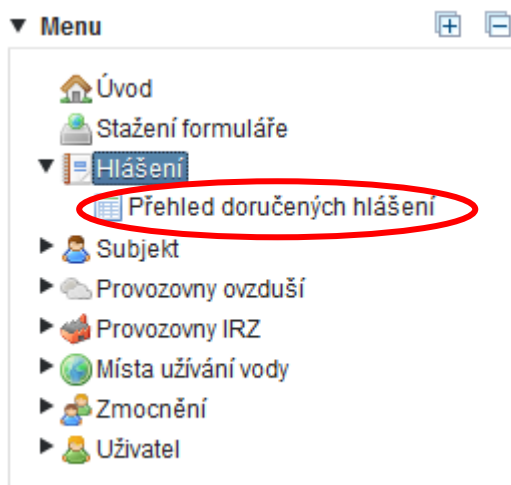 Menu
Úvod
Stažení formuláře
Hlášení
Přehled doručených hlášení
Subjekt
Provozovny ovzduší
Provozovny IRZ
Místa užívání vody
Zmocnění
Uživatel